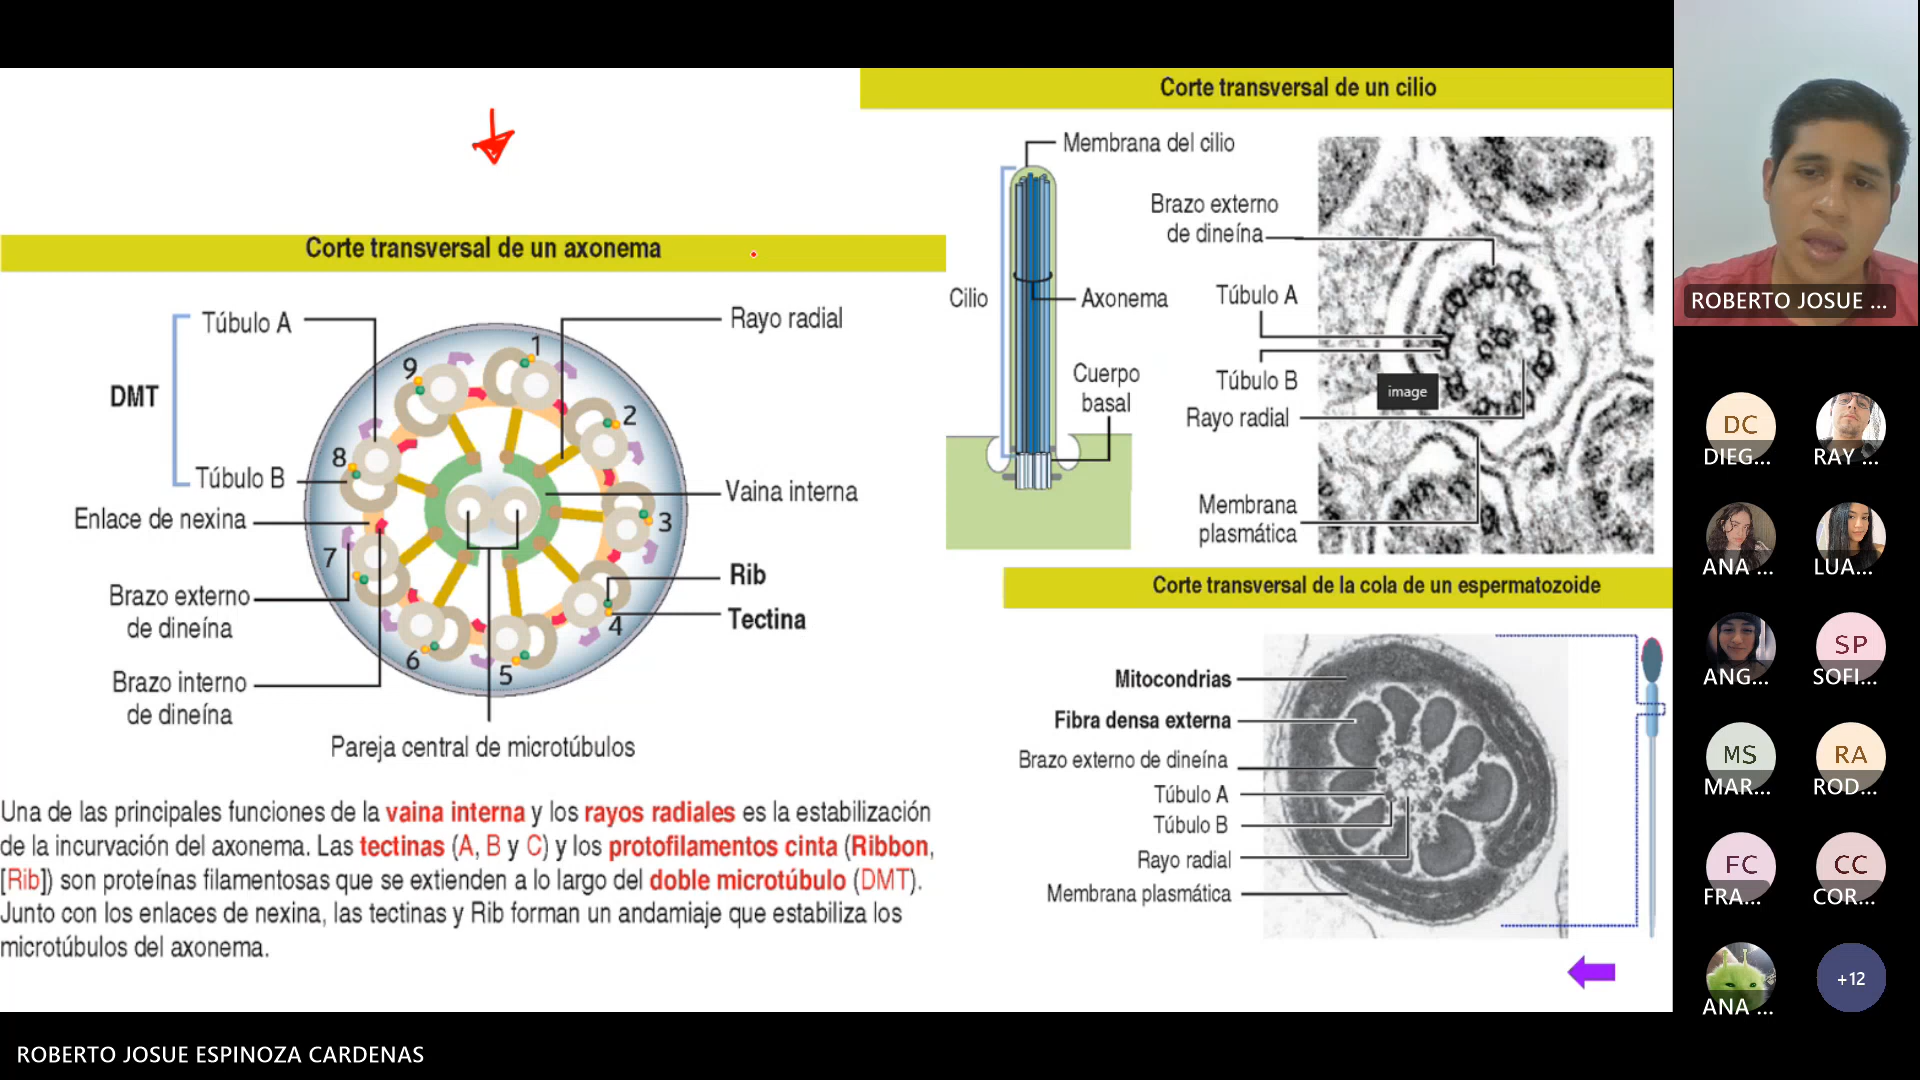 Corte transversal de un axonema
Túbulo A
DMT
Túbulo B
Enlace de nexina
Brazo externo
de dineína
Brazo interno
de dineína
Rayo radial
Vaina interna
Rib
Tectina
1
2
3
4
5
6
7
8
9
Pareja central de microtúbulos
Una de las principales funciones de la vaina interna y los rayos radiales es la estabilización
de la incurvación del axonema. Las tectinas (A, B y C) y los protofilamentos cinta (Ribbon,
[Rib]) son proteínas filamentosas que se extienden a lo largo del doble microtúbulo (DMT).
Junto con los enlaces de nexina, las tectinas y Rib forman un andamiaje que estabiliza los
microtúbulos del axonema.
Corte transversal de un cilio
Membrana del cilio
Cilio
Axonema
Cuerpo
basal
Brazo externo
de dineína
Túbulo A
Túbulo B
Rayo radial
Membrana
plasmática
image
Corte transversal de la cola de un espermatozoide
Mitocondrias
Fibra densa externa
Brazo externo de dineína
Túbulo A
Túbulo B
Rayo radial
Membrana plasmática
ROBERTO JOSUE ...
DC
DIEG...
RAY ...
ANA ...
LUA...
ANG...
SP
SOFI...
MS
MAR...
RA
ROD...
FC
FRA...
CC
COR...
ANA ...
+12
ROBERTO JOSUE ESPINOZA CARDENAS